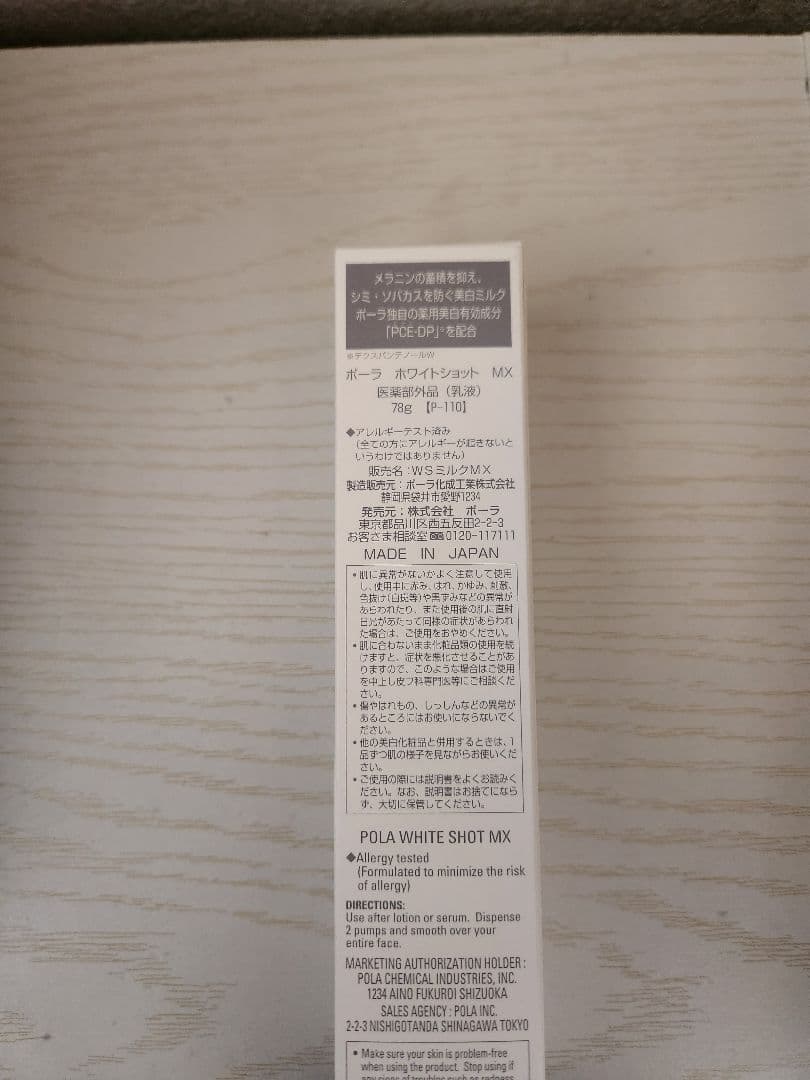 メラニンの蓄積を抑え、
シミ・ソバカスを防ぐ美白ミルク
ポーラ独自の薬用美白有効成分
「PCE-DP」※を配合
※デクスパンテノールW
ポーラ ホワイトショット MX
医薬部外品（乳液）
78g 【P-110】
◆アレルギーテスト済み
（全ての方にアレルギーが起きないと
いうわけではありません）
販売名：WSミルクMX
製造販売元：ポーラ化成工業株式会社
静岡県袋井市愛野1234
発売元：株式会社 ポーラ
東京都品川区西五反田2-2-3
お客さま相談室 0120-117111
MADE IN JAPAN
• 肌に異常がないかよく注意して使用
し、使用中に赤み、はれ、かゆみ、刺激、
色抜け（白斑等）や黒ずみなどの異常が
あらわれたり、また使用後の肌に直射
日光があたって同様の症状があらわれ
た場合は、ご使用をおやめください。
• 肌に合わないまま化粧品類の使用を続
けますと、症状を悪化させることがあ
りますので、このような場合はご使用
を中止し皮フ科専門医等にご相談くだ
さい。
• 傷やはれもの、しっしんなどの異常が
あるところにはお使いにならないでく
ださい。
• 他の美白化粧品と併用するときは、1
品ずつ肌の様子を見ながらお使いくだ
さい。
• ご使用の際には説明書をよくお読みく
ださい。なお、説明書はお捨てになら
ず、大切に保管してください。
POLA WHITE SHOT MX
◆Allergy tested
(Formulated to minimize the risk
of allergy)
DIRECTIONS:
Use after lotion or serum. Dispense
2 pumps and smooth over your
entire face.
MARKETING AUTHORIZATION HOLDER :
POLA CHEMICAL INDUSTRIES, INC.
1234 AINO FUKUROI SHIZUOKA
SALES AGENCY : POLA INC.
2-2-3 NISHIGOTANDA SHINAGAWA TOKYO
• Make sure your skin is problem-free
when using the product. Stop using if
any signs of troubles such as redness